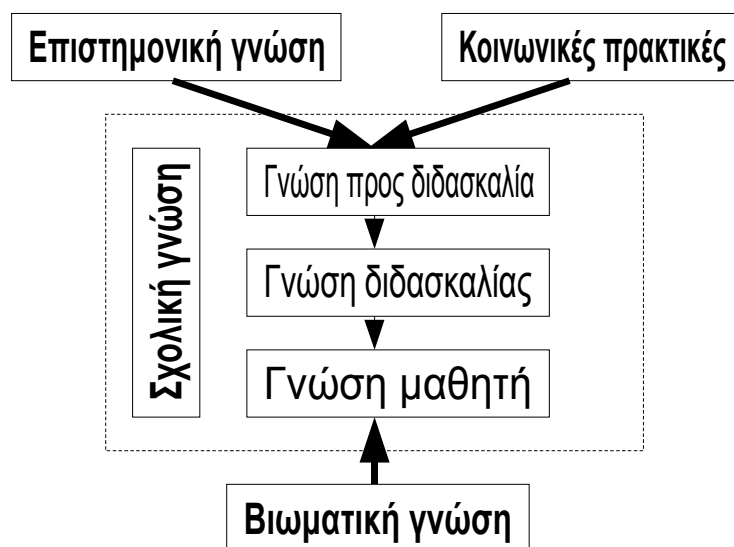 Επιστημονική γνώση
Κοινωνικές πρακτικές
Σχολική γνώση
Γνώση προς διδασκαλία
Γνώση διδασκαλίας
Γνώση μαθητή
Βιωματική γνώση